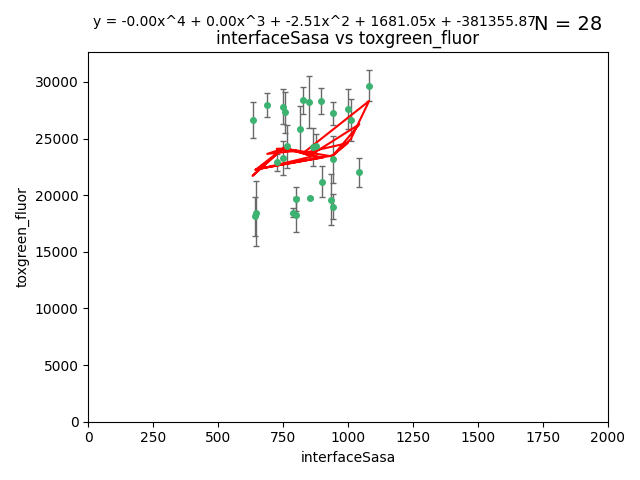 y = -0.00x^4 + 0.00x^3 + -2.51x^2 + 1681.05x + -381355.87
N = 28
interfaceSasa vs toxgreen_fluor
toxgreen_fluor
30000
25000
20000
15000
10000
5000
0
0 250 500 750 1000 1250 1500 1750 2000
interfaceSasa